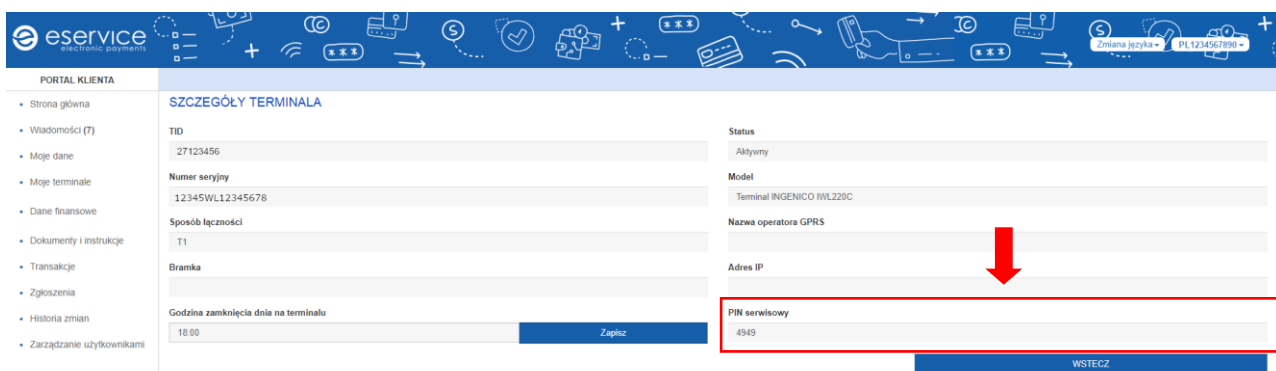 eservice
electronic payments
Zmiana języka
PL1234567890
PORTAL KLIENTA
Strona główna
Wiadomości (7)
Moje dane
Moje terminale
Dane finansowe
Dokumenty i instrukcje
Transakcje
Zgłoszenia
Historia zmian
Zarządzanie użytkownikami
SZCZEGÓŁY TERMINALA
TID
27123456
Status
Aktywny
Numer seryjny
12345WL12345678
Model
Terminal INGENICO IWL220C
Sposób łączności
T1
Nazwa operatora GPRS
Bramka
Adres IP
Godzina zamknięcia dnia na terminalu
18:00
Zapisz
PIN serwisowy
4949
WSTECZ